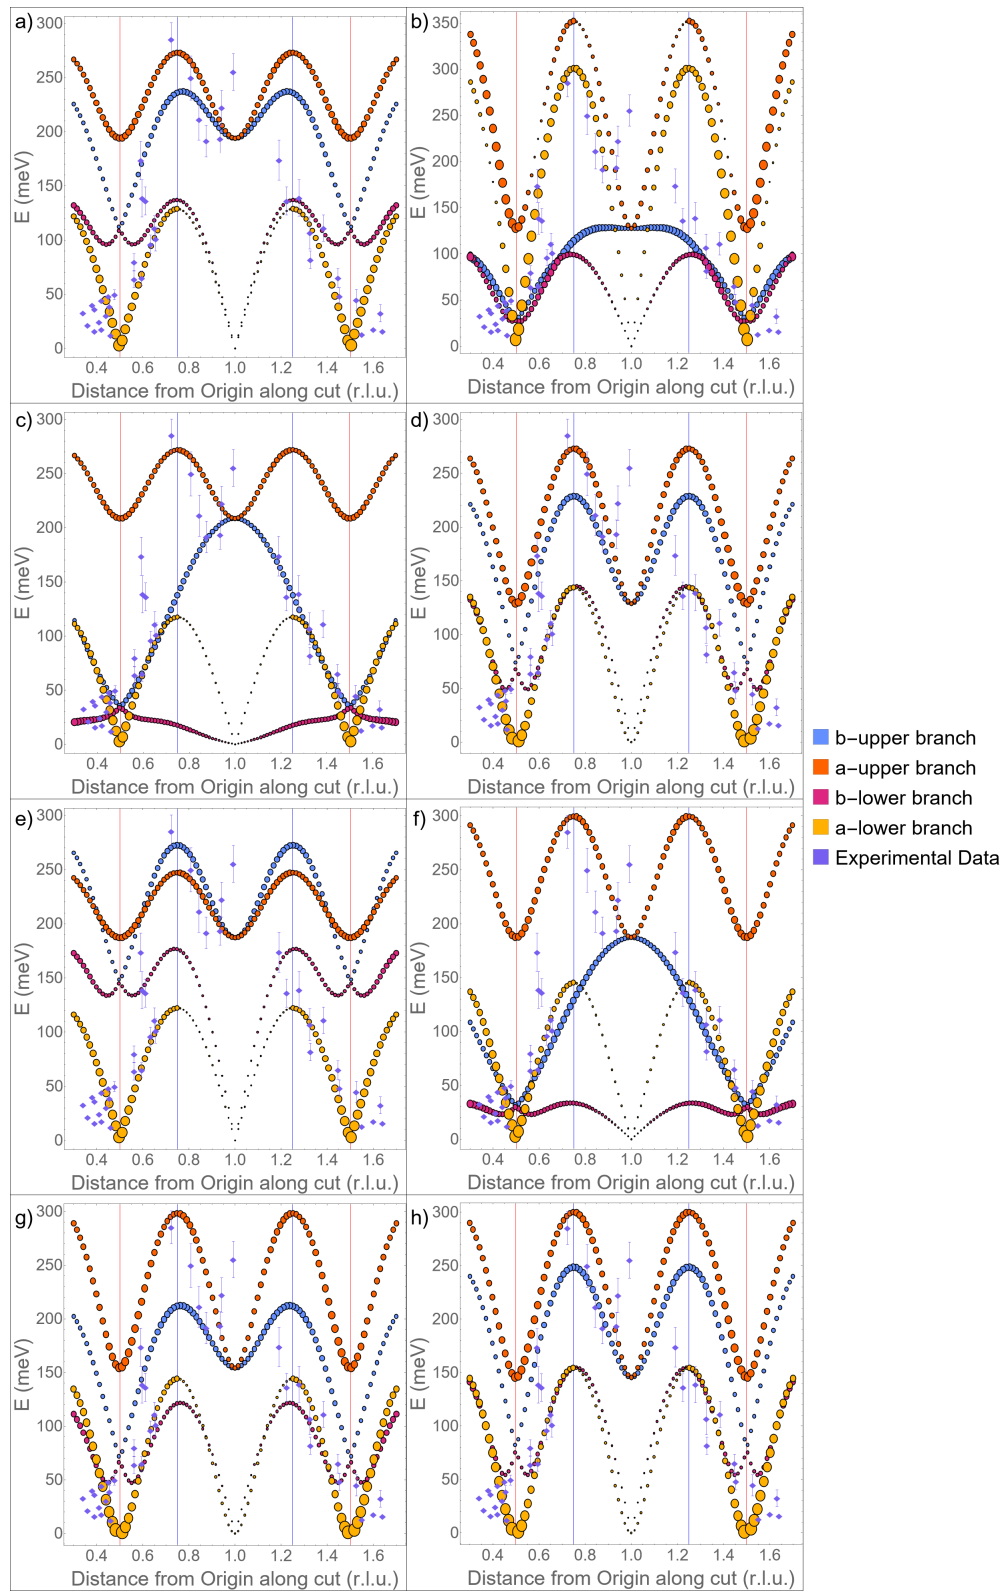 a)
300
250
200
150
100
50
0
E (meV)
0.4 0.6 0.8 1.0 1.2 1.4 1.6
Distance from Origin along cut (r.l.u.)
b)
350
300
250
200
150
100
50
0
E (meV)
0.4 0.6 0.8 1.0 1.2 1.4 1.6
Distance from Origin along cut (r.l.u.)
c)
300
250
200
150
100
50
0
E (meV)
0.4 0.6 0.8 1.0 1.2 1.4 1.6
Distance from Origin along cut (r.l.u.)
d)
300
250
200
150
100
50
0
E (meV)
0.4 0.6 0.8 1.0 1.2 1.4 1.6
Distance from Origin along cut (r.l.u.)
b-upper branch
a-upper branch
b-lower branch
a-lower branch
Experimental Data
e)
300
250
200
150
100
50
0
E (meV)
0.4 0.6 0.8 1.0 1.2 1.4 1.6
Distance from Origin along cut (r.l.u.)
f)
300
250
200
150
100
50
0
E (meV)
0.4 0.6 0.8 1.0 1.2 1.4 1.6
Distance from Origin along cut (r.l.u.)
g)
300
250
200
150
100
50
0
E (meV)
0.4 0.6 0.8 1.0 1.2 1.4 1.6
Distance from Origin along cut (r.l.u.)
h)
300
250
200
150
100
50
0
E (meV)
0.4 0.6 0.8 1.0 1.2 1.4 1.6
Distance from Origin along cut (r.l.u.)